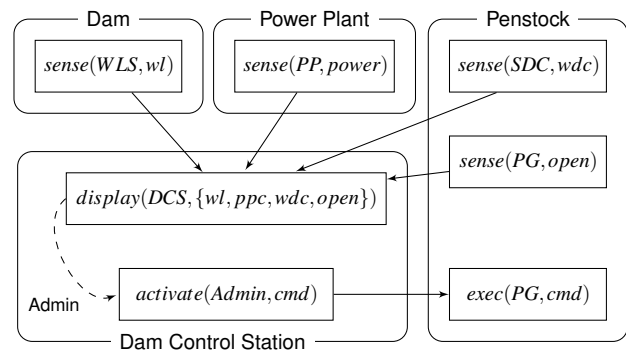 Dam Power Plant Penstock
sense(WLS,wl) sense(PP,power) sense(SDC,wdc)
sense(PG,open)
display(DCS,{wl,ppc,wdc,open})
Admin activate(Admin,cmd) exec(PG,cmd)
Dam Control Station